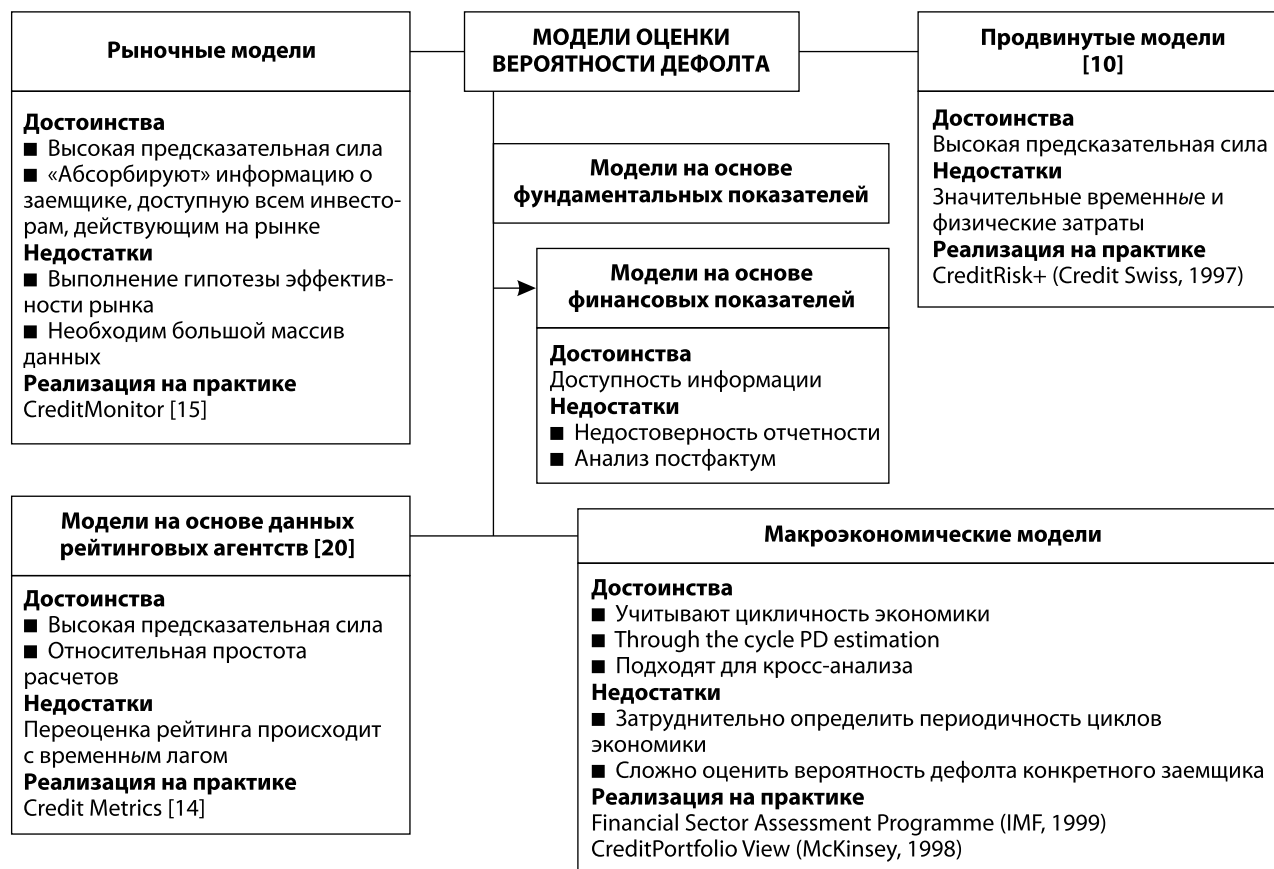 Рыночные модели
Достоинства
■ Высокая предсказательная сила
■ «Абсорбируют» информацию о
заемщике, доступную всем инвесто-
рам, действующим на рынке
Недостатки
■ Выполнение гипотезы эффектив-
ности рынка
■ Необходим большой массив
данных
Реализация на практике
CreditMonitor [15]
МОДЕЛИ ОЦЕНКИ
ВЕРОЯТНОСТИ ДЕФОЛТА
Продвинутые модели
[10]
Достоинства
Высокая предсказательная сила
Недостатки
Значительные временные и
физические затраты
Реализация на практике
CreditRisk+ (Credit Swiss, 1997)
Модели на основе
фундаментальных показателей
Модели на основе
финансовых показателей
Достоинства
Доступность информации
Недостатки
■ Недостоверность отчетности
■ Анализ постфактум
Модели на основе данных
рейтинговых агентств [20]
Достоинства
■ Высокая предсказательная сила
■ Относительная простота
расчетов
Недостатки
Переоценка рейтинга происходит
с временным лагом
Реализация на практике
Credit Metrics [14]
Макроэкономические модели
Достоинства
■ Учитывают цикличность экономики
■ Through the cycle PD estimation
■ Подходят для кросс-анализа
Недостатки
■ Затруднительно определить периодичность циклов
экономики
■ Сложно оценить вероятность дефолта конкретного заемщика
Реализация на практике
Financial Sector Assessment Programme (IMF, 1999)
CreditPortfolio View (McKinsey, 1998)